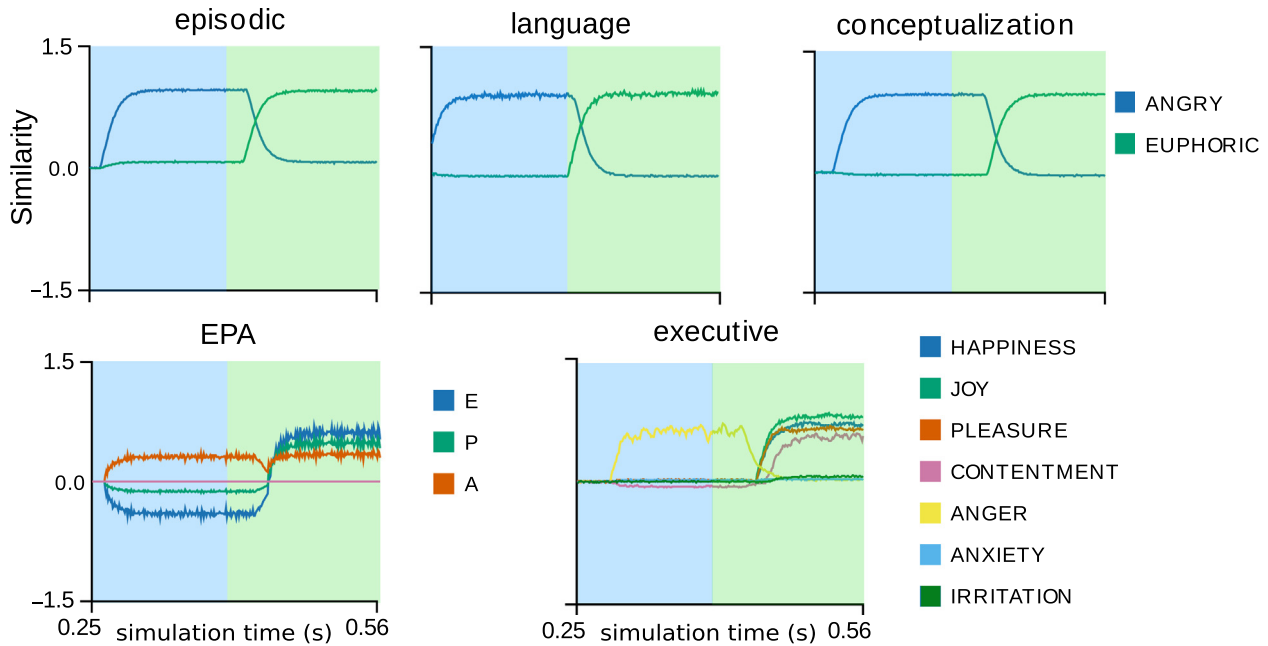 episodic
language
conceptualization
1.5
0.0
−1.5
Similarity
ANGRY
EUPHORIC
EPA
executive
1.5
0.0
−1.5
0.25
simulation time (s)
0.56
E
P
A
0.25
simulation time (s)
0.56
HAPPINESS
JOY
PLEASURE
CONTENTMENT
ANGER
ANXIETY
IRRITATION